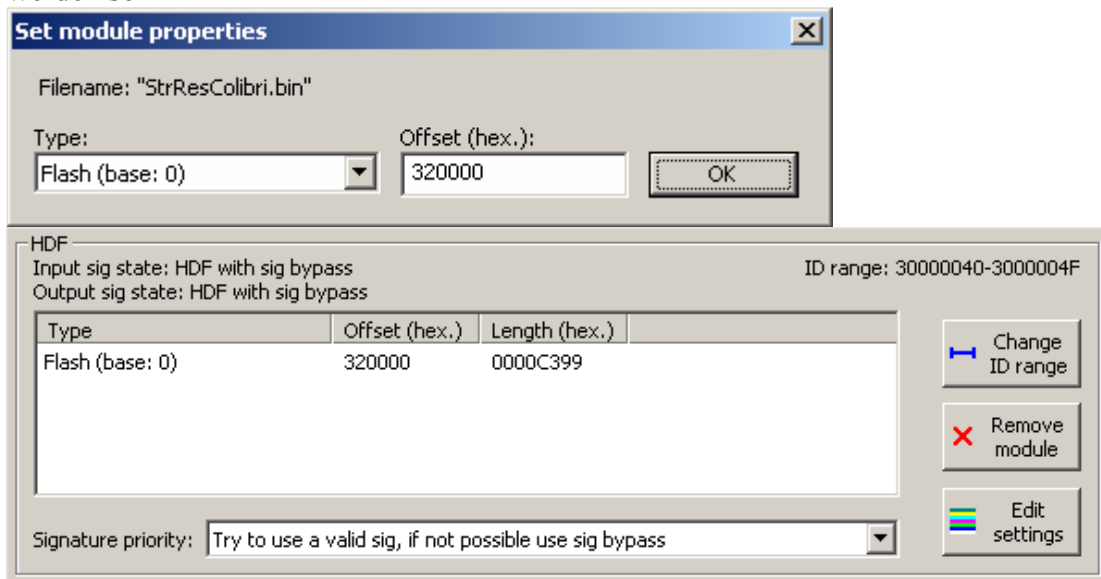 Set module properties
Filename: "StrResColibri.bin"
Type: Offset (hex.):
Flash (base: 0) 320000 OK
HDF
Input sig state: HDF with sig bypass ID range: 30000040-3000004F
Output sig state: HDF with sig bypass
Type Offset (hex.) Length (hex.)
Flash (base: 0) 320000 0000C399
Change
ID range
Remove
module
Edit
settings
Signature priority: Try to use a valid sig, if not possible use sig bypass